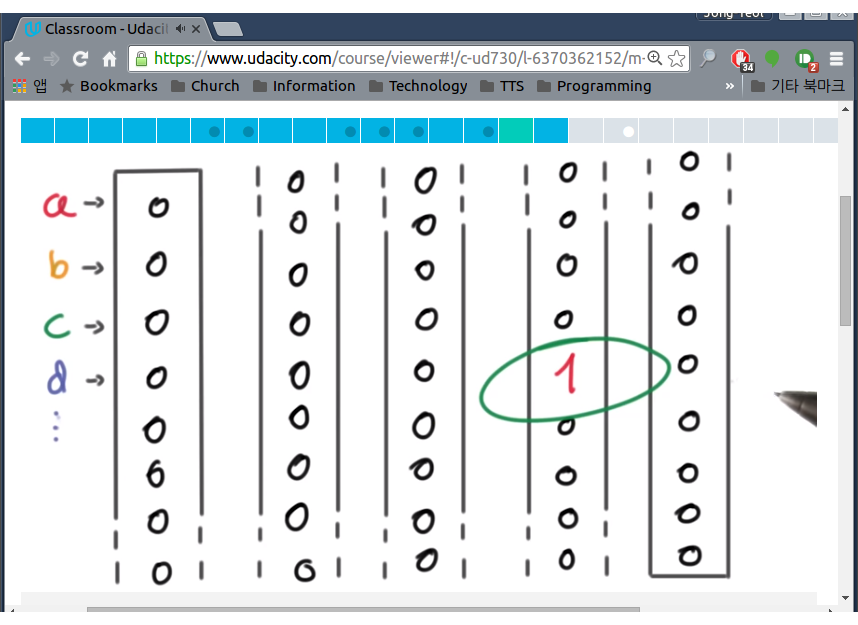 Jong Yeol
Classroom - Udaci
https://www.udacity.com/course/viewer#!/c-ud730/l-6370362152/m-
34
2
앱 Bookmarks Church Information Technology TTS Programming » 기타 북마크
0 0 0 0 0
a → 0 0 0 0 0
b → 0 0 0 0 0
c → 0 0 0 0 0
d → 0 0 0 1 0
⋮ 0 0 0 0 0
0 0 0 0 0
0 0 0 0 0
0 0 0 0 0